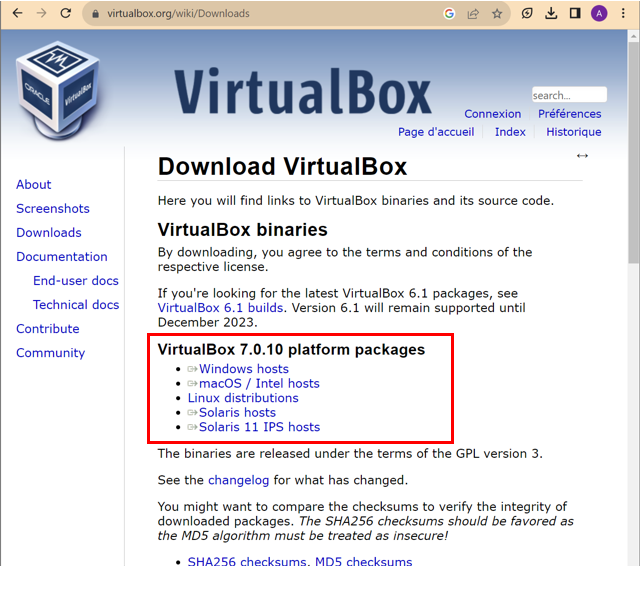 virtualbox.org/wiki/Downloads
A
ORACLE
VirtualBox
VirtualBox
search...
Connexion Préférences
Page d'accueil Index Historique
Download VirtualBox
Here you will find links to VirtualBox binaries and its source code.
About
Screenshots
Downloads
Documentation
End-user docs
Technical docs
Contribute
Community
VirtualBox binaries
By downloading, you agree to the terms and conditions of the
respective license.
If you're looking for the latest VirtualBox 6.1 packages, see
VirtualBox 6.1 builds. Version 6.1 will remain supported until
December 2023.
VirtualBox 7.0.10 platform packages
Windows hosts
macOS / Intel hosts
Linux distributions
Solaris hosts
Solaris 11 IPS hosts
The binaries are released under the terms of the GPL version 3.
See the changelog for what has changed.
You might want to compare the checksums to verify the integrity of
downloaded packages. The SHA256 checksums should be favored as
the MD5 algorithm must be treated as insecure!
SHA256 checksums, MD5 checksums